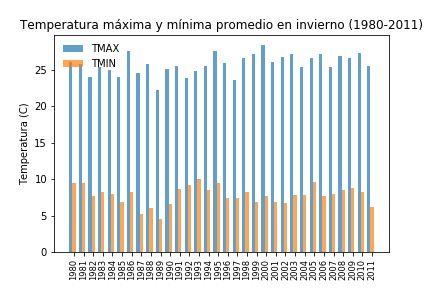 Temperatura máxima y mínima promedio en invierno (1980-2011)
TMAX
TMIN
Temperatura (C)
25
20
15
10
5
0
1980 1981 1982 1983 1984 1985 1986 1987 1988 1989 1990 1991 1992 1993 1994 1995 1996 1997 1998 1999 2000 2001 2002 2003 2004 2005 2006 2007 2008 2009 2010 2011